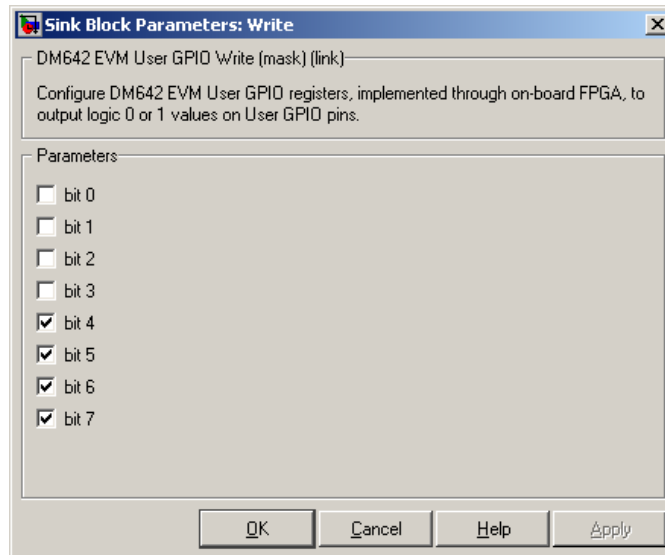 Sink Block Parameters: Write
DM642 EVM User GPIO Write (mask) (link)
Configure DM642 EVM User GPIO registers, implemented through on-board FPGA, to
output logic 0 or 1 values on User GPIO pins.
Parameters
bit 0
bit 1
bit 2
bit 3
bit 4
bit 5
bit 6
bit 7
OK Cancel Help Apply